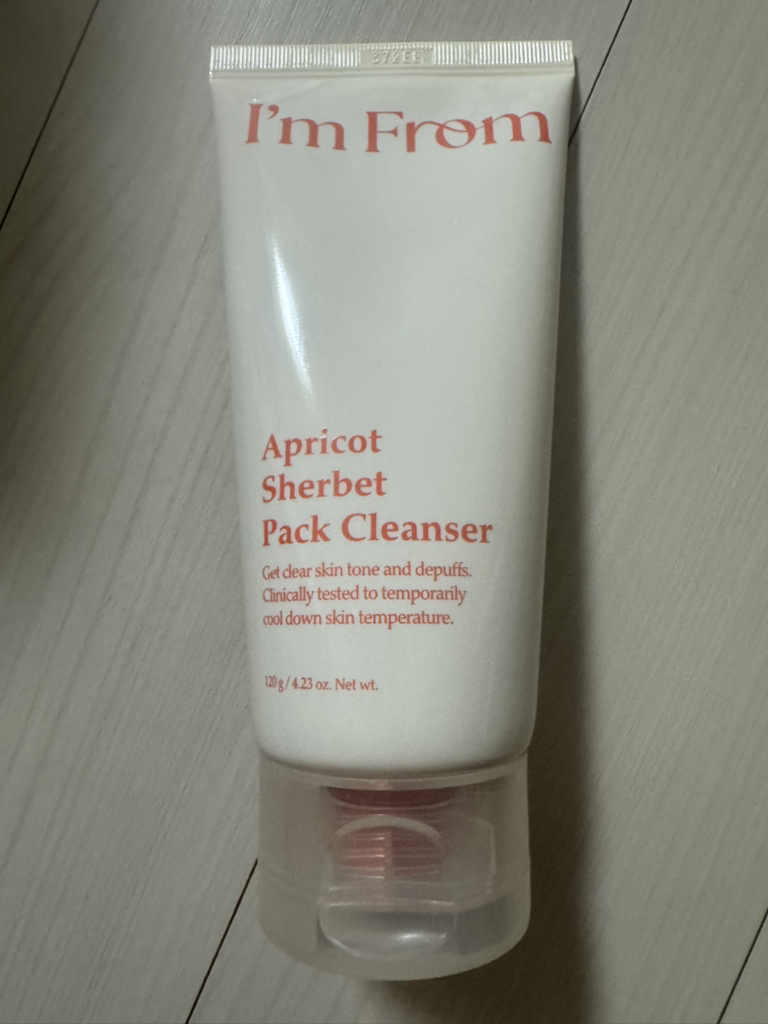 I'm From
Apricot
Sherbet
Pack Cleanser
Get clear skin tone and depuffs.
Clinically tested to temporarily
cool down skin temperature.
120 g / 4.23 oz. Net wt.